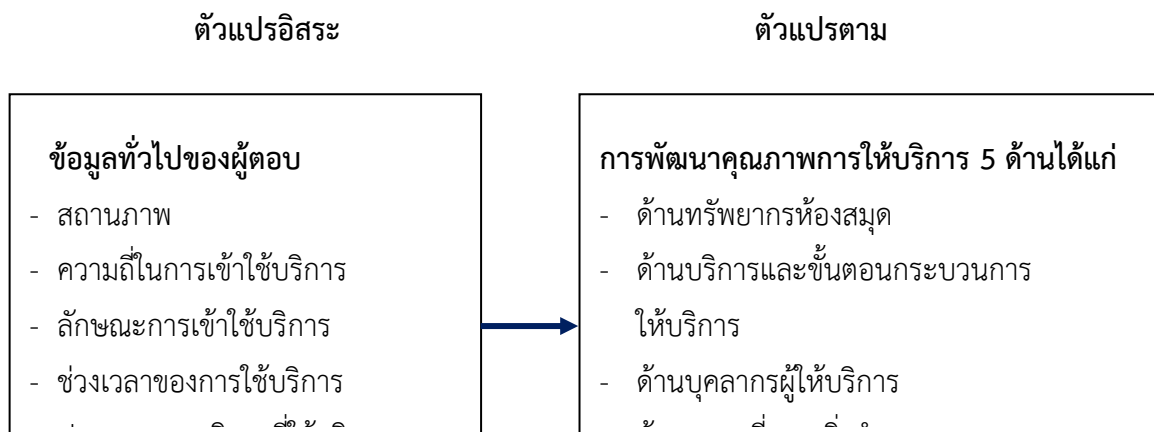 ตัวแปรอิสระ
ตัวแปรตาม
ข้อมูลทั่วไปของผู้ตอบ
- สถานภาพ
- ความถี่ในการเข้าใช้บริการ
- ลักษณะการเข้าใช้บริการ
- ช่วงเวลาของการใช้บริการ
การพัฒนาคุณภาพการให้บริการ 5 ด้านได้แก่
- ด้านทรัพยากรห้องสมุด
- ด้านบริการและขั้นตอนกระบวนการ
ให้บริการ
- ด้านบุคลากรผู้ให้บริการ